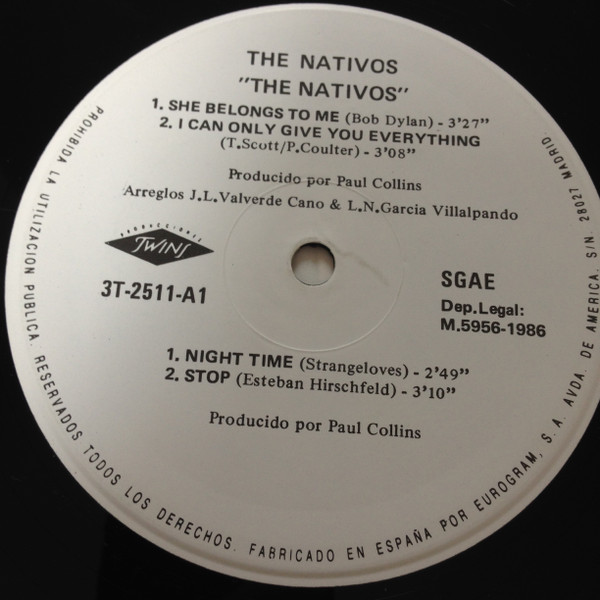 THE NATIVOS
"THE NATIVOS"
1. SHE BELONGS TO ME (Bob Dylan) - 3'27"
2. I CAN ONLY GIVE YOU EVERYTHING
(T.Scott/P.Coulter) - 3'08"
Producido por Paul Collins
Arreglos J.L.Valverde Cano & L.N.Garcia Villalpando
PRODUCCIONES
TWINS
3T-2511-A1
SGAE
Dep.Legal:
M.5956-1986
1. NIGHT TIME (Strangeloves) - 2'49"
2. STOP (Esteban Hirschfeld) - 3'10"
Producido por Paul Collins
PROHIBIDA LA UTILIZACION PUBLICA. RESERVADOS TODOS LOS DERECHOS. FABRICADO EN ESPAÑA POR EUROGRAM, S.A. AVDA. DE AMERICA, S/N. 28027 MADRID